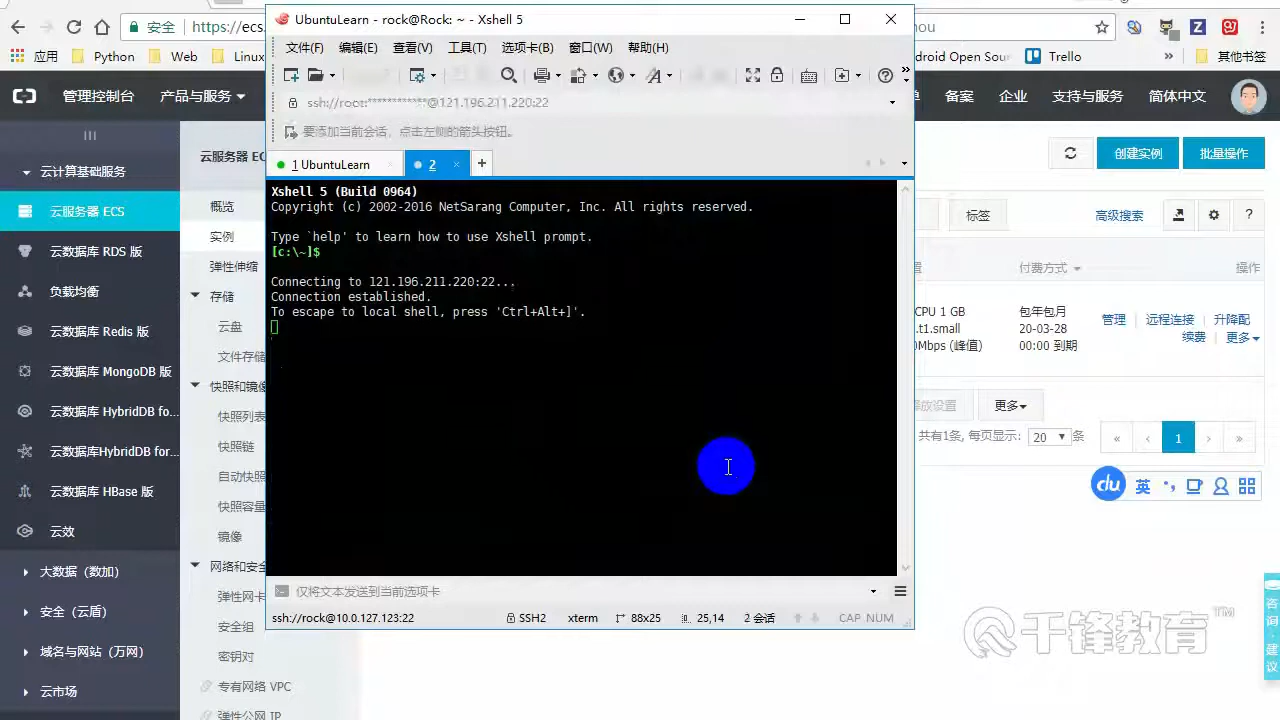 UbuntuLearn - rock@Rock: ~ - Xshell 5
安全
https://ecs.
应用
Python
Web
Linux
Trello
其他书签
文件(F)
编辑(E)
查看(V)
工具(T)
选项卡(B)
窗口(W)
帮助(H)
管理控制台
产品与服务
备案
企业
支持与服务
简体中文
ssh://root:************@121.196.211.220:22
要添加当前会话，点击左侧的箭头按钮。
1 UbuntuLearn
2
+
Xshell 5 (Build 0964)
Copyright (c) 2002-2016 NetSarang Computer, Inc. All rights reserved.
Type `help' to learn how to use Xshell prompt.
[c:\~]$
Connecting to 121.196.211.220:22...
Connection established.
To escape to local shell, press 'Ctrl+Alt+]'.
仅将文本发送到当前选项卡
ssh://rock@10.0.127.123:22
SSH2
xterm
88x25
25,14
2 会话
CAP
NUM
云计算基础服务
云服务器 ECS
云数据库 RDS 版
负载均衡
云数据库 Redis 版
云数据库 MongoDB 版
云数据库 HybridDB fo...
云数据库HybridDB for...
云数据库 HBase 版
云效
大数据（数加）
安全（云盾）
域名与网站（万网）
云市场
云服务器 EC
概览
实例
弹性伸缩
存储
云盘
文件存储
快照和镜像
快照列表
快照链
自动快照
快照容量
镜像
网络和安全
弹性网卡
安全组
密钥对
专有网络 VPC
弹性公网 IP
创建实例
批量操作
标签
高级搜索
?
付费方式
操作
CPU 1 GB
包年包月
.t1.small
20-03-28
Mbps (峰值)
00:00 到期
管理
远程连接
升降配
续费
更多
更多
共有1条, 每页显示:
20
条
«
‹
1
›
»
du
英
千锋教育
TM
咨询·建议